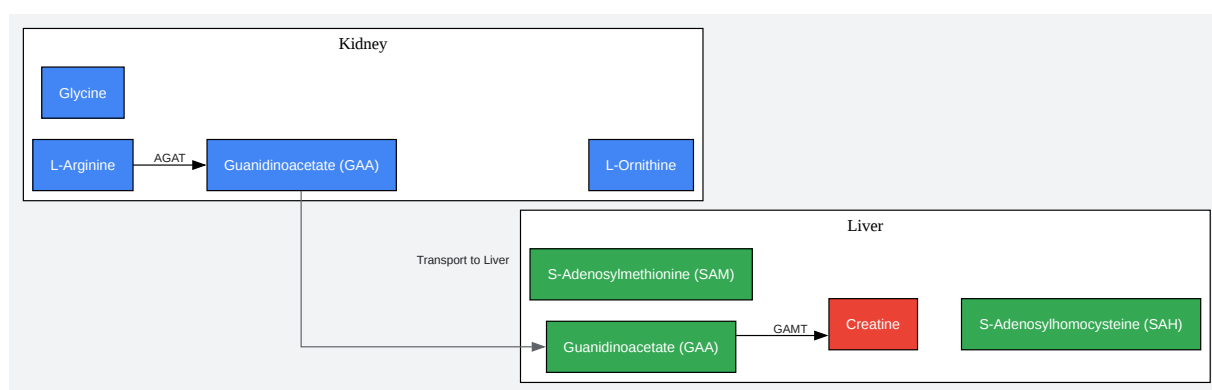 Kidney
Glycine
L-Arginine
AGAT
Guanidinoacetate (GAA)
L-Ornithine
Transport to Liver
Liver
S-Adenosylmethionine (SAM)
Guanidinoacetate (GAA)
GAMT
Creatine
S-Adenosylhomocysteine (SAH)